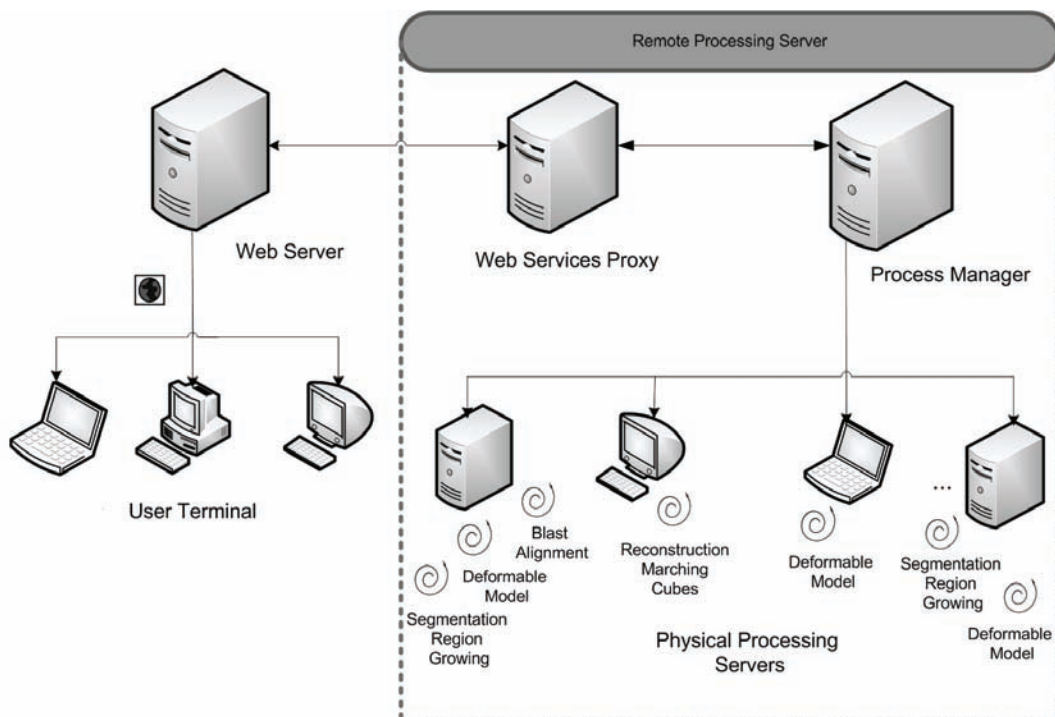 Remote Processing Server
Web Server
Web Services Proxy
Process Manager
User Terminal
Blast
Alignment
Deformable
Model
Segmentation
Region
Growing
Reconstruction
Marching
Cubes
Deformable
Model
...
Segmentation
Region
Growing
Deformable
Model
Physical Processing
Servers